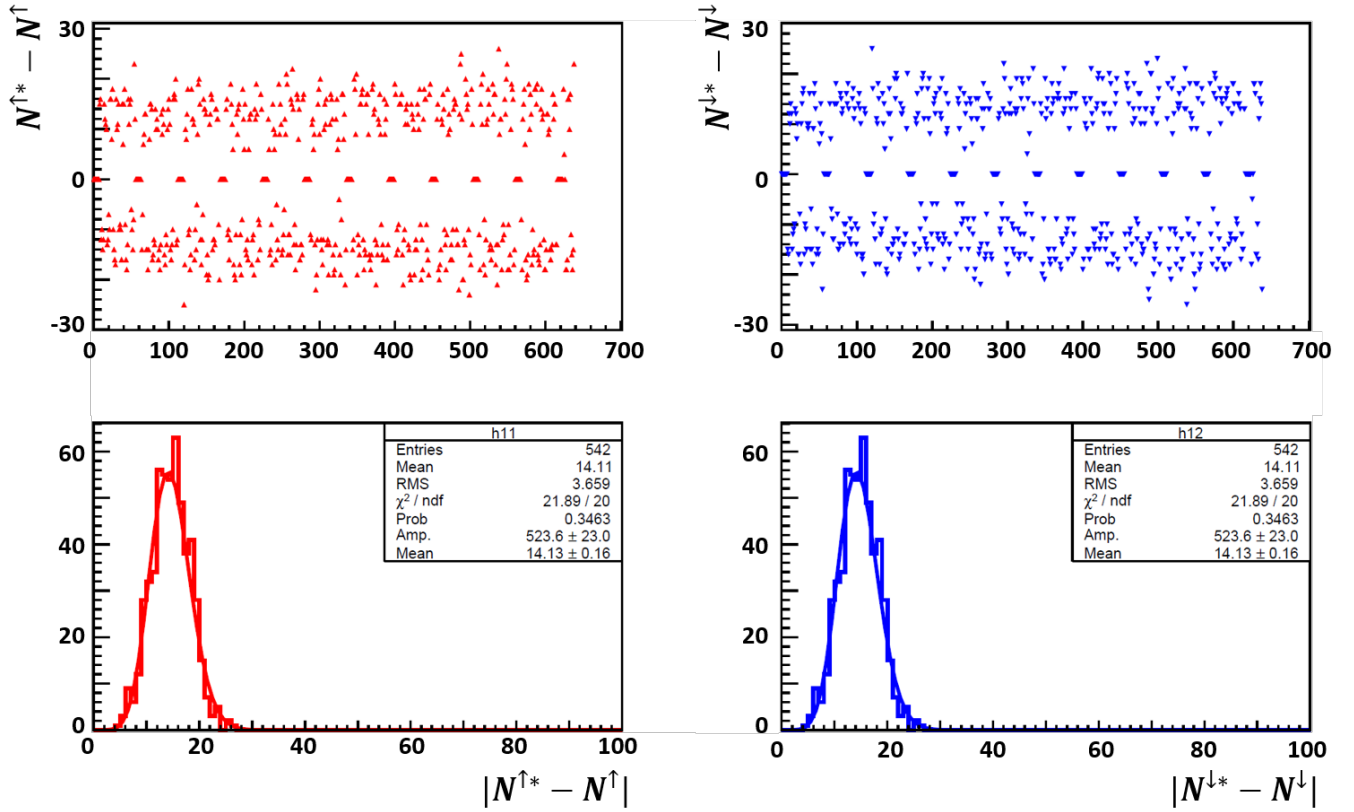 N↑* − N↑
30
0
-30
0 100 200 300 400 500 600 700
N↓* − N↓
30
0
-30
0 100 200 300 400 500 600 700
60
40
20
0
0 20 40 60 80 100
|N↑* − N↑|
h11
Entries 542
Mean 14.11
RMS 3.659
χ² / ndf 21.89 / 20
Prob 0.3463
Amp. 523.6 ± 23.0
Mean 14.13 ± 0.16
60
40
20
0
0 20 40 60 80 100
|N↓* − N↓|
h12
Entries 542
Mean 14.11
RMS 3.659
χ² / ndf 21.89 / 20
Prob 0.3463
Amp. 523.6 ± 23.0
Mean 14.13 ± 0.16